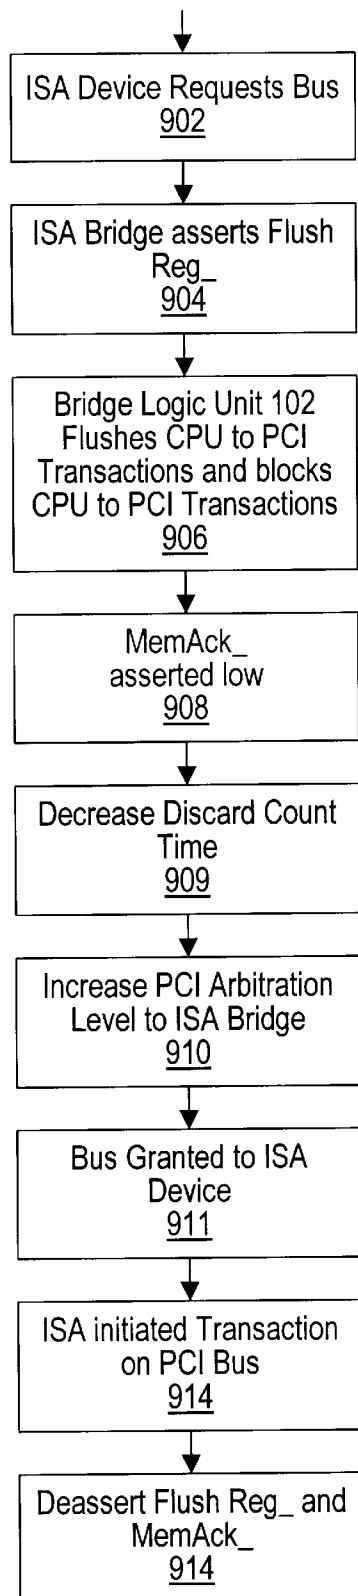 ISA Device Requests Bus
902
ISA Bridge asserts Flush
Reg_
904
Bridge Logic Unit 102
Flushes CPU to PCI
Transactions and blocks
CPU to PCI Transactions
906
MemAck_
asserted low
908
Decrease Discard Count
Time
909
Increase PCI Arbitration
Level to ISA Bridge
910
Bus Granted to ISA
Device
911
ISA initiated Transaction
on PCI Bus
914
Deassert Flush Reg_ and
MemAck_
914